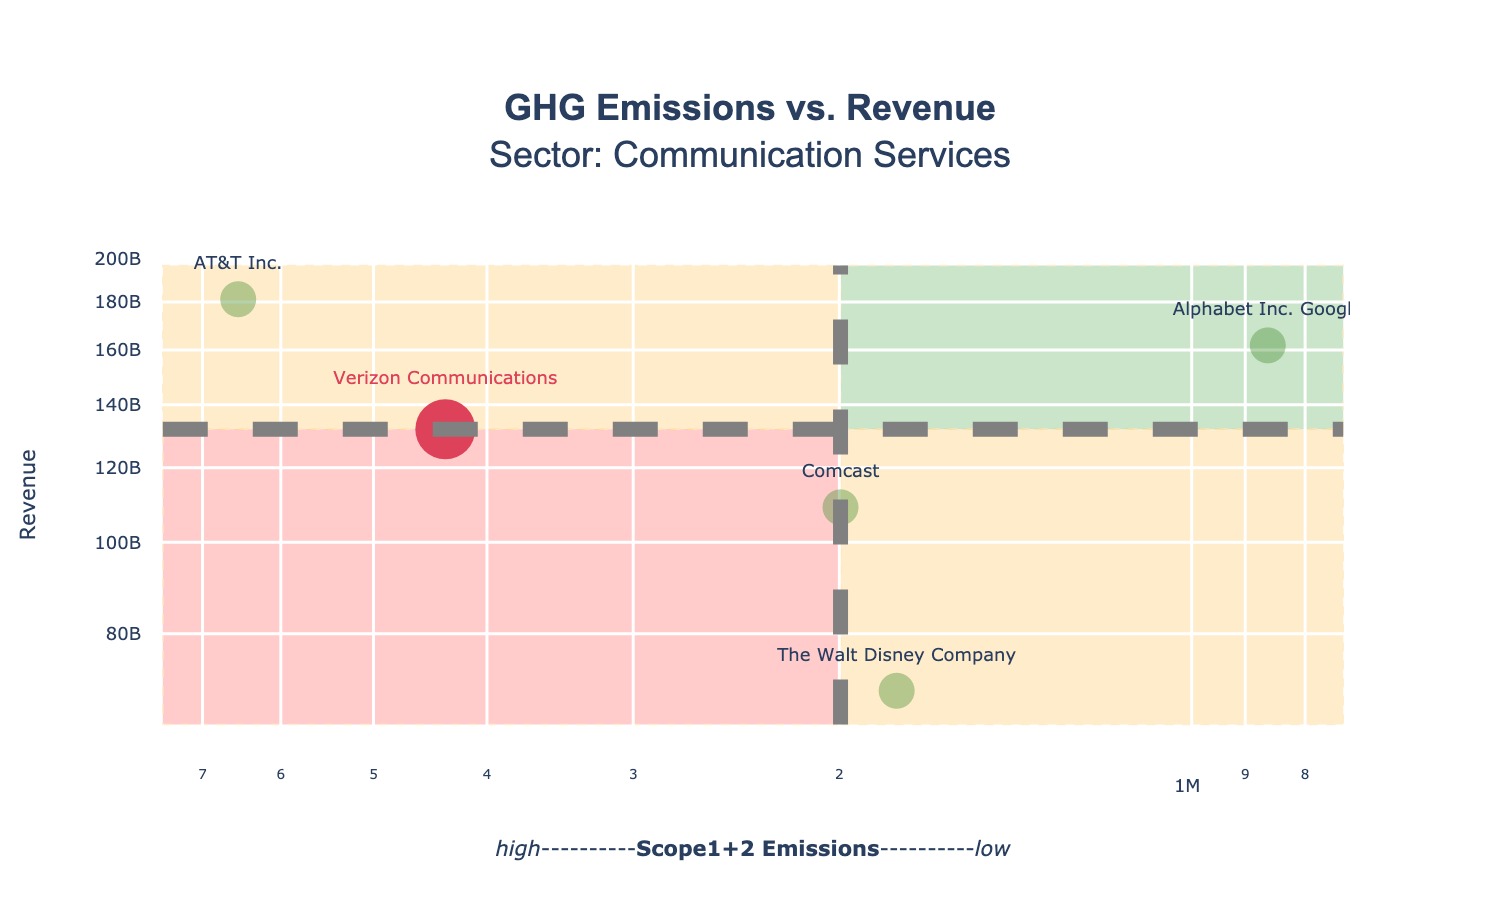 GHG Emissions vs. Revenue
Sector: Communication Services
200B
AT&T Inc.
180B
Alphabet Inc. Googl
160B
Verizon Communications
140B
120B
Comcast
100B
Revenue
80B
The Walt Disney Company
7 6 5 4 3 2 9 8
1M
high----------Scope1+2 Emissions----------low